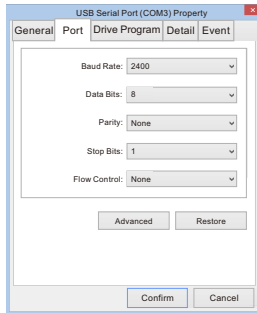 USB Serial Port (COM3) Property
×
General Port Drive Program Detail Event
Baud Rate: 2400
Data Bits: 8
Parity: None
Stop Bits: 1
Flow Control: None
Advanced Restore
Confirm Cancel